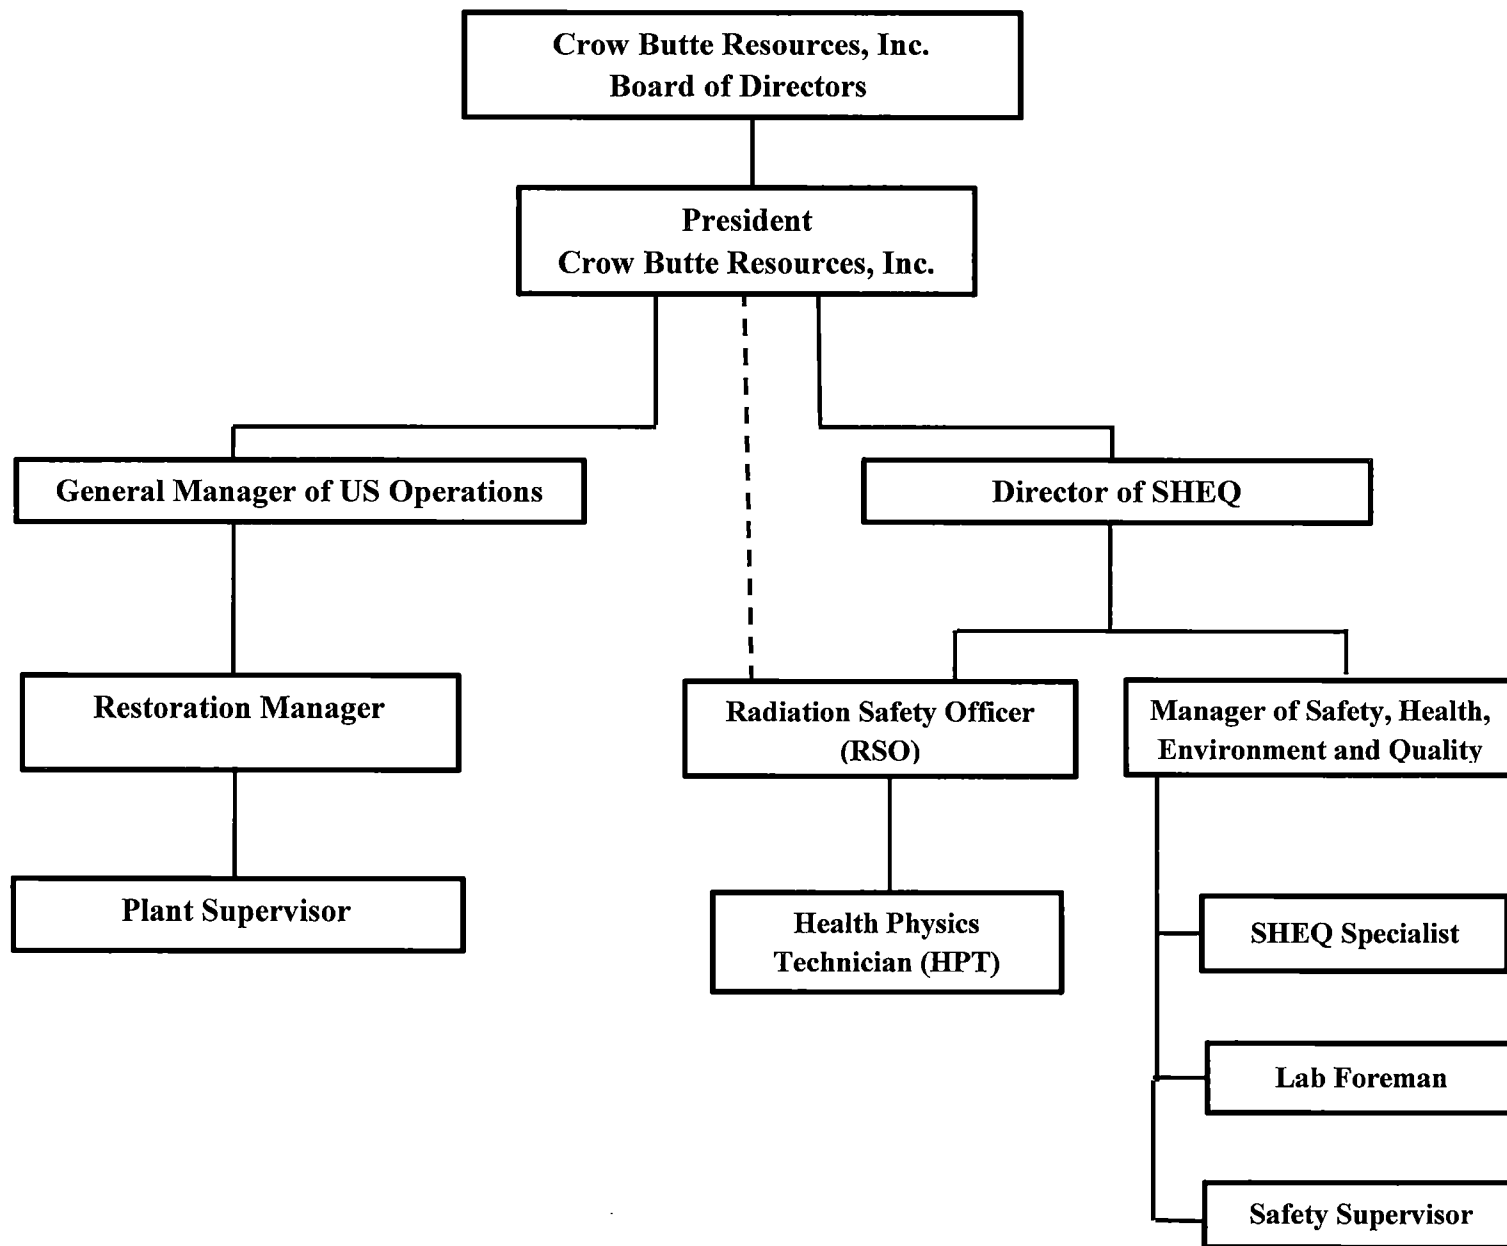 Crow Butte Resources, Inc.
Board of Directors
President
Crow Butte Resources, Inc.
General Manager of US Operations
Director of SHEQ
Restoration Manager
Radiation Safety Officer
(RSO)
Manager of Safety, Health,
Environment and Quality
Plant Supervisor
Health Physics
Technician (HPT)
SHEQ Specialist
Lab Foreman
Safety Supervisor